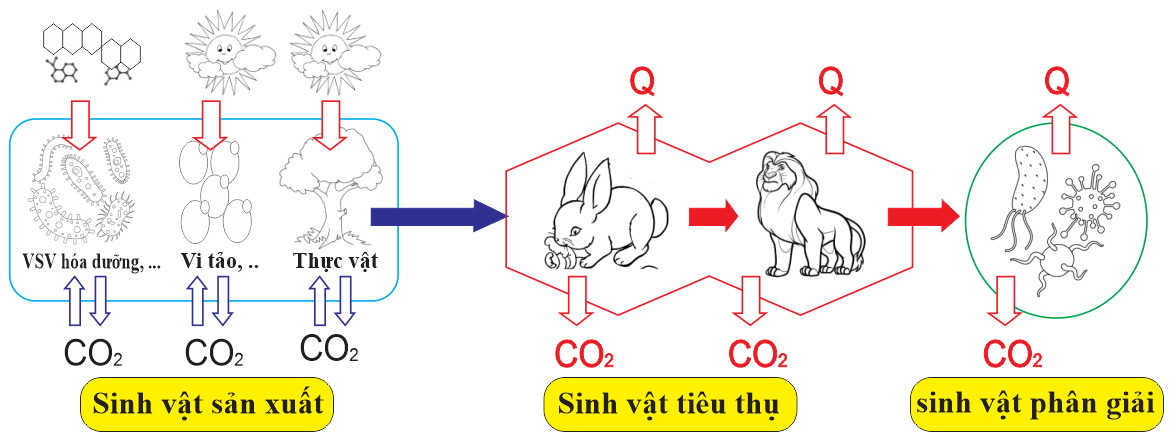 Q
Q
Q
VSV hóa dưỡng, ...
Vi tảo, ..
Thực vật
CO₂
CO₂
CO₂
CO₂
CO₂
CO₂
Sinh vật sản xuất
Sinh vật tiêu thụ
sinh vật phân giải